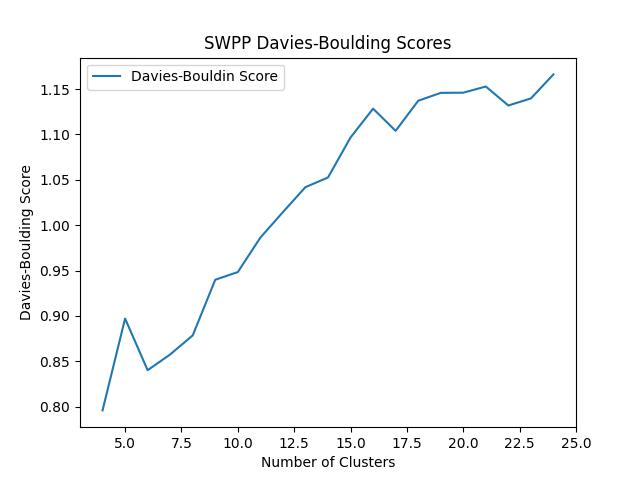 SWPP Davies-Boulding Scores
Davies-Bouldin Score
Davies-Boulding Score
1.15
1.10
1.05
1.00
0.95
0.90
0.85
0.80
5.0 7.5 10.0 12.5 15.0 17.5 20.0 22.5 25.0
Number of Clusters